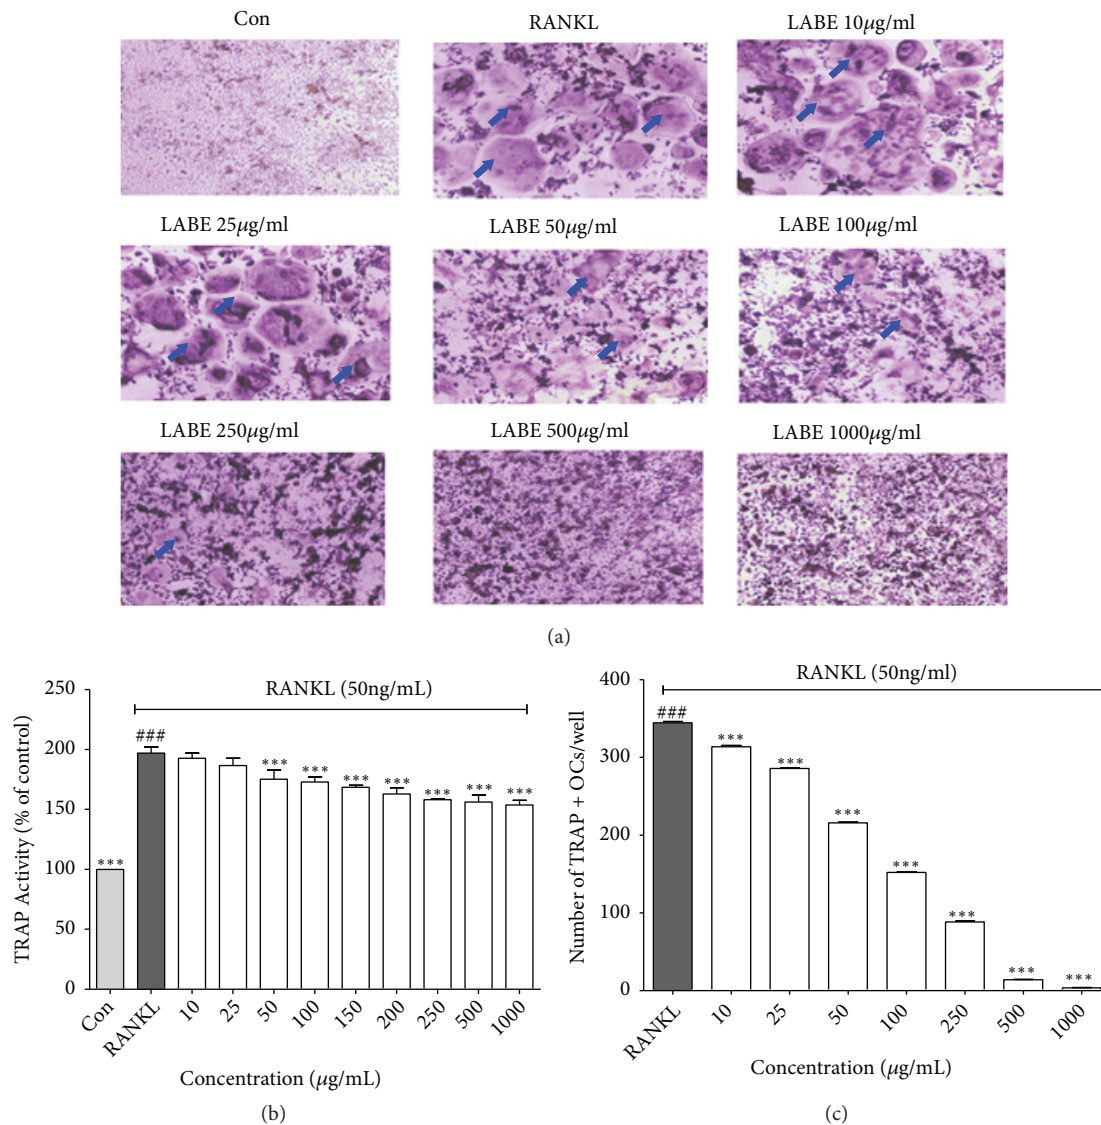 Con
RANKL
LABE 10µg/ml
LABE 25µg/ml
LABE 50µg/ml
LABE 100µg/ml
LABE 250µg/ml
LABE 500µg/ml
LABE 1000µg/ml
(a)
RANKL (50ng/mL)
TRAP Activity (% of control)
250
200
150
100
50
0
***
###
***
***
***
***
***
***
***
Con
RANKL
10
25
50
100
150
200
250
500
1000
Concentration (µg/mL)
(b)
RANKL (50ng/ml)
Number of TRAP + OCs/well
400
300
200
100
0
###
***
***
***
***
***
***
***
RANKL
10
25
50
100
250
500
1000
Concentration (µg/mL)
(c)